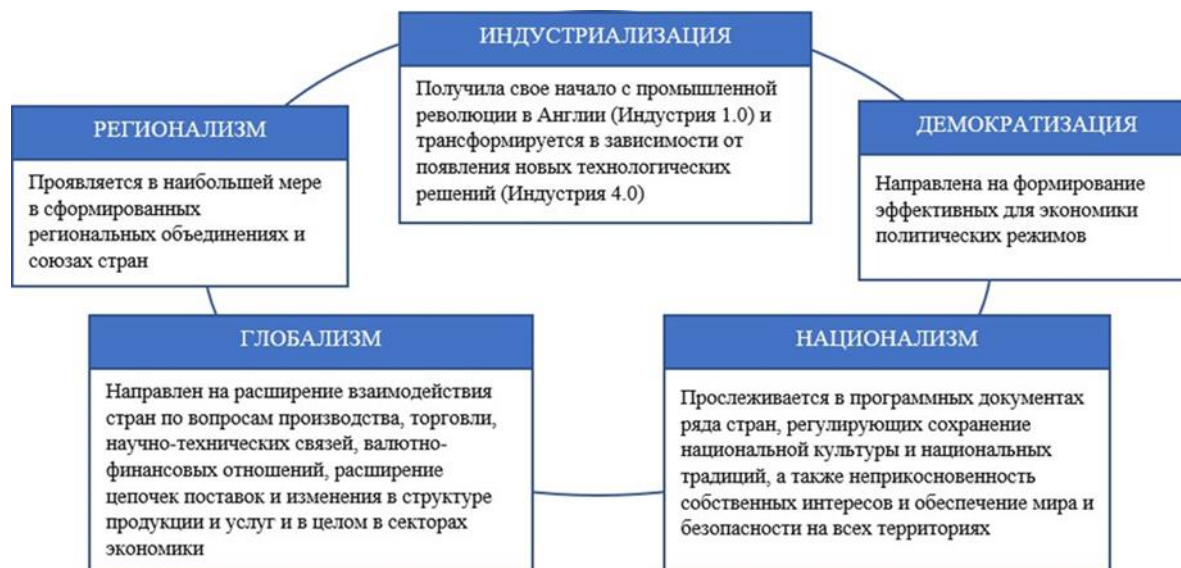 ИНДУСТРИАЛИЗАЦИЯ
Получила свое начало с промышленной
революции в Англии (Индустрия 1.0) и
трансформируется в зависимости от
появления новых технологических
решений (Индустрия 4.0)
РЕГИОНАЛИЗМ
Проявляется в наибольшей мере
в сформированных
региональных объединениях и
союзах стран
ДЕМОКРАТИЗАЦИЯ
Направлена на формирование
эффективных для экономики
политических режимов
ГЛОБАЛИЗМ
Направлен на расширение взаимодействия
стран по вопросам производства, торговли,
научно-технических связей, валютно-
финансовых отношений, расширение
цепочек поставок и изменения в структуре
продукции и услуг и в целом в секторах
экономики
НАЦИОНАЛИЗМ
Прослеживается в программных документах
ряда стран, регулирующих сохранение
национальной культуры и национальных
традиций, а также неприкосновенность
собственных интересов и обеспечение мира и
безопасности на всех территориях